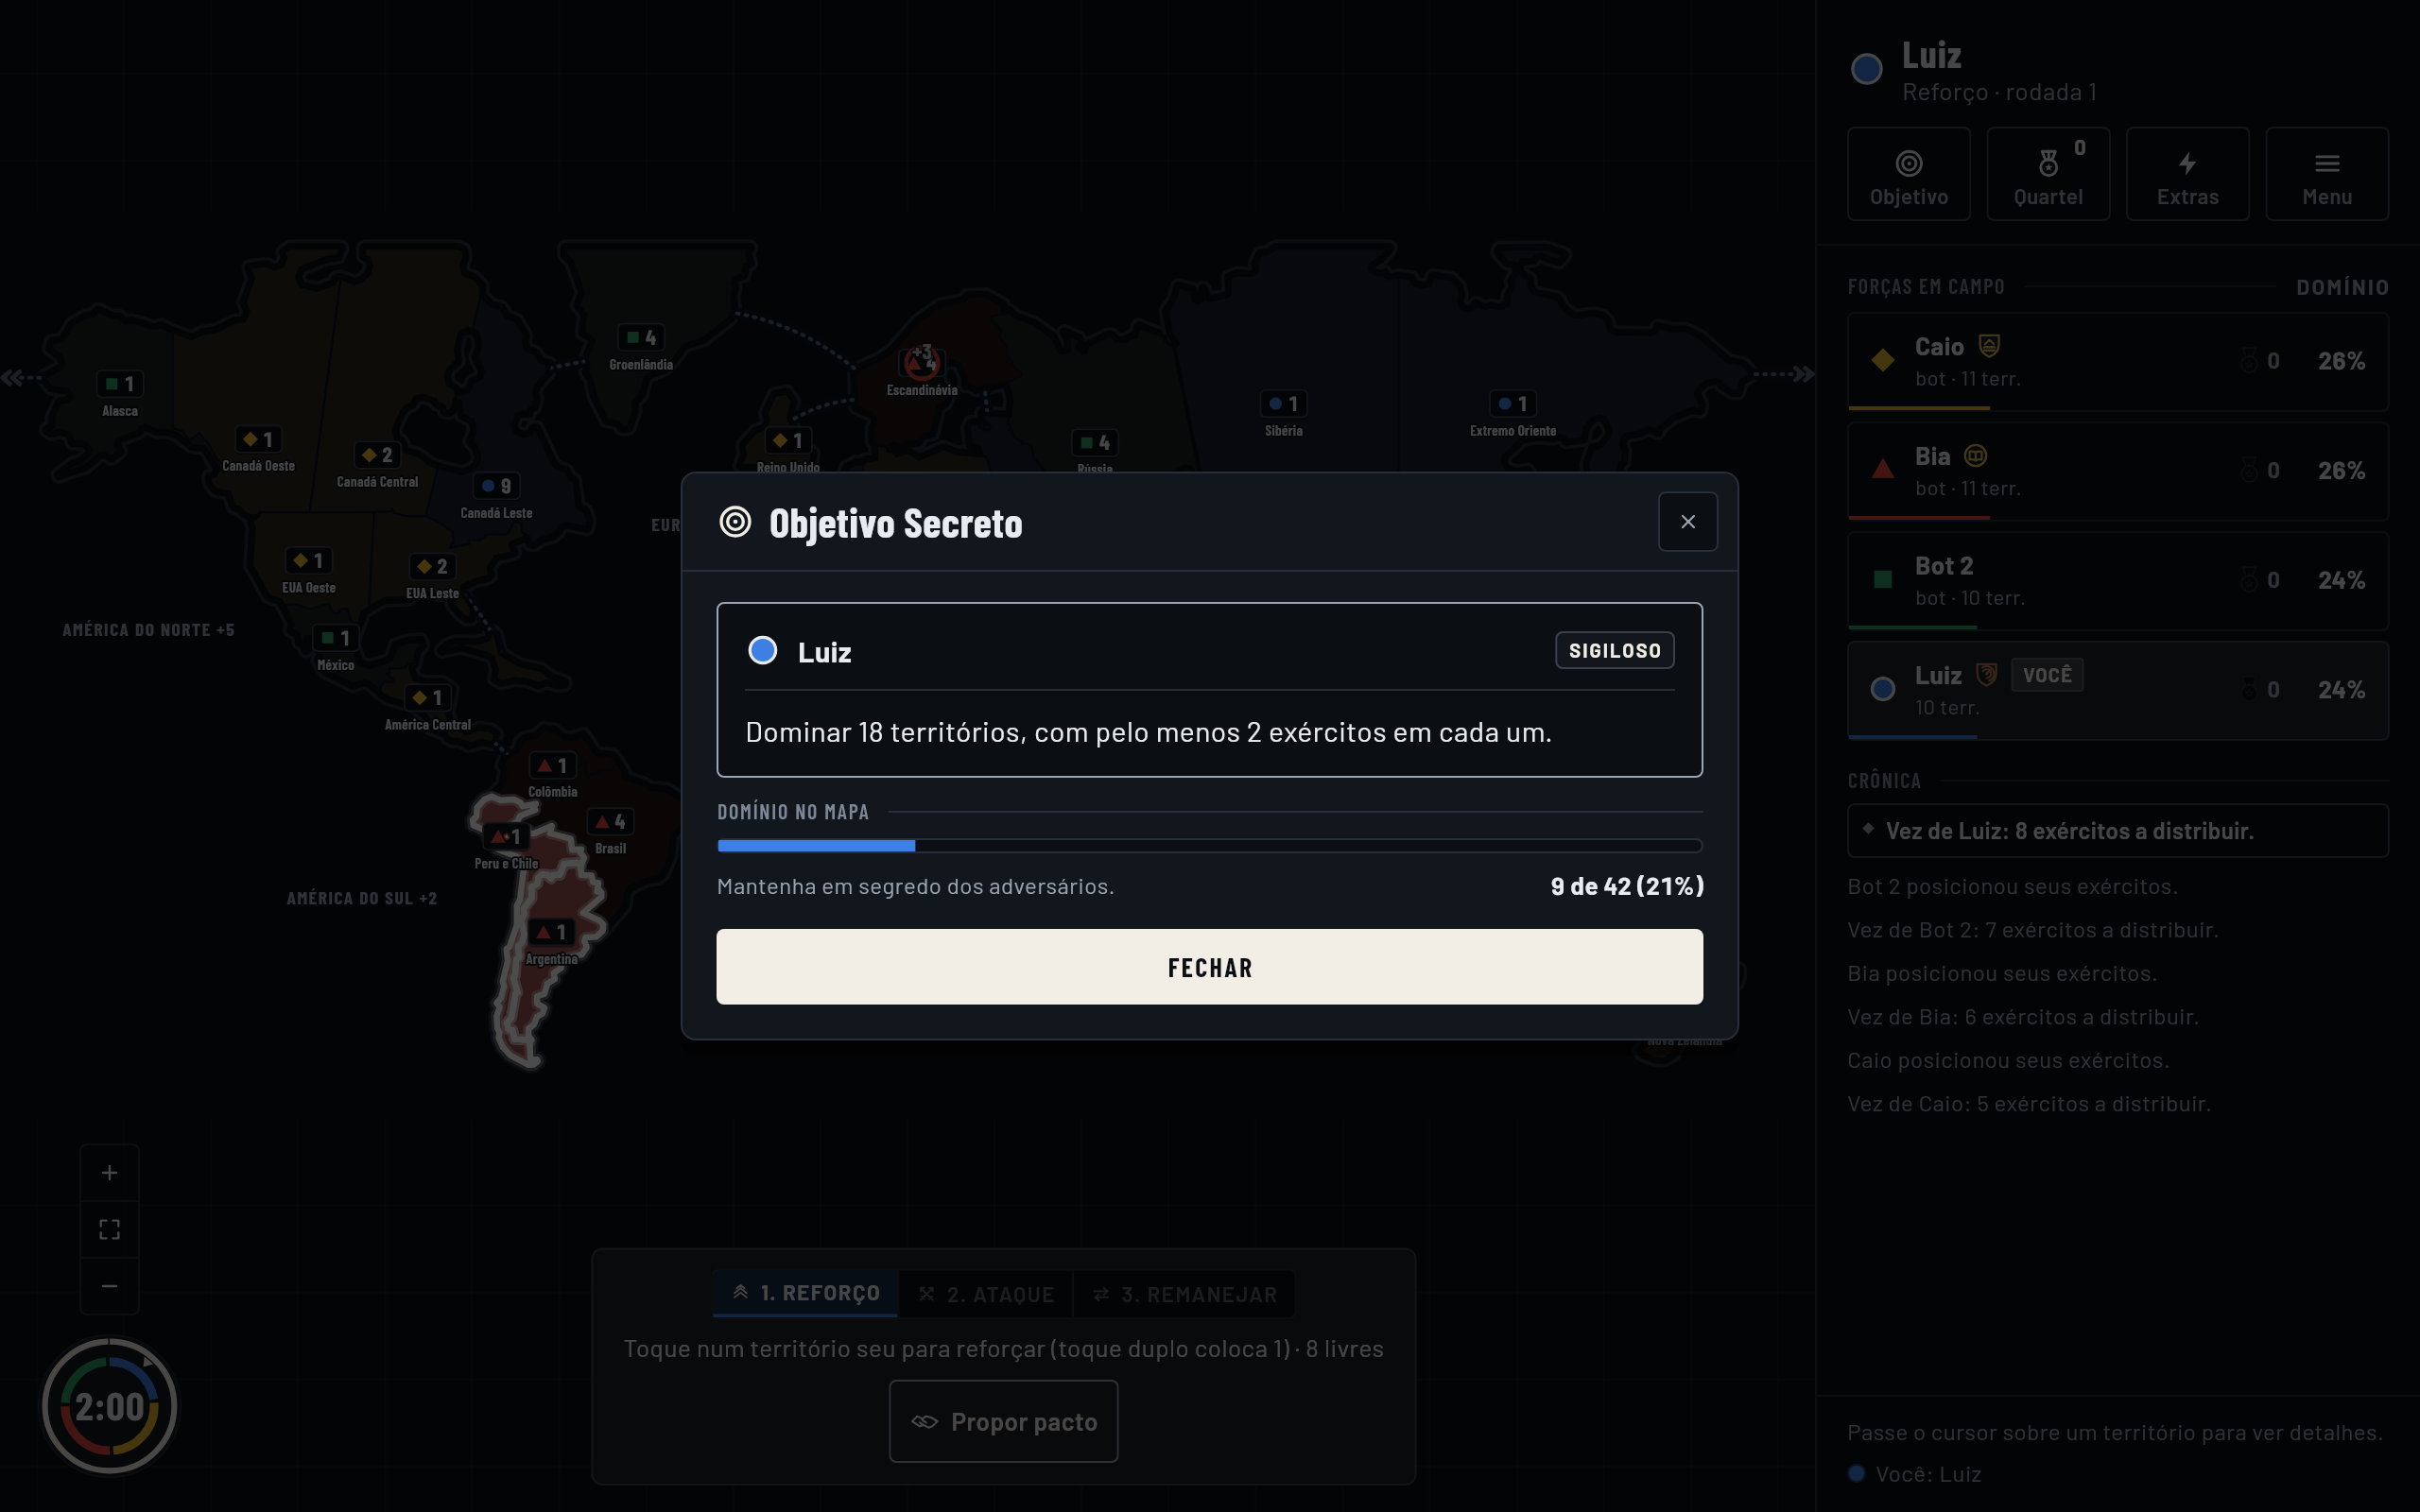 Luiz
Reforço · rodada 1
Objetivo
0
Quartel
Extras
Menu
FORÇAS EM CAMPO
DOMÍNIO
Caio
bot · 11 terr.
0
26%
Bia
bot · 11 terr.
0
26%
Bot 2
bot · 10 terr.
0
24%
Luiz
VOCÊ
10 terr.
0
24%
CRÔNICA
Vez de Luiz: 8 exércitos a distribuir.
Bot 2 posicionou seus exércitos.
Vez de Bot 2: 7 exércitos a distribuir.
Bia posicionou seus exércitos.
Vez de Bia: 6 exércitos a distribuir.
Caio posicionou seus exércitos.
Vez de Caio: 5 exércitos a distribuir.
Passe o cursor sobre um território para ver detalhes.
Você: Luiz
4
Groenlândia
+3
4
Escandinávia
1
Alasca
1
Sibéria
1
Extremo Oriente
1
Canadá Oeste
2
Canadá Central
1
Reino Unido
4
Rússia
9
Canadá Leste
1
EUA Oeste
2
EUA Leste
AMÉRICA DO NORTE +5
1
México
1
América Central
1
Colômbia
1
Peru e Chile
4
Brasil
AMÉRICA DO SUL +2
1
Argentina
EUR
Nova Zelândia
Objetivo Secreto
Luiz
SIGILOSO
Dominar 18 territórios, com pelo menos 2 exércitos em cada um.
DOMÍNIO NO MAPA
Mantenha em segredo dos adversários.
9 de 42 (21%)
FECHAR
+
−
2:00
1. REFORÇO
2. ATAQUE
3. REMANEJAR
Toque num território seu para reforçar (toque duplo coloca 1) · 8 livres
Propor pacto